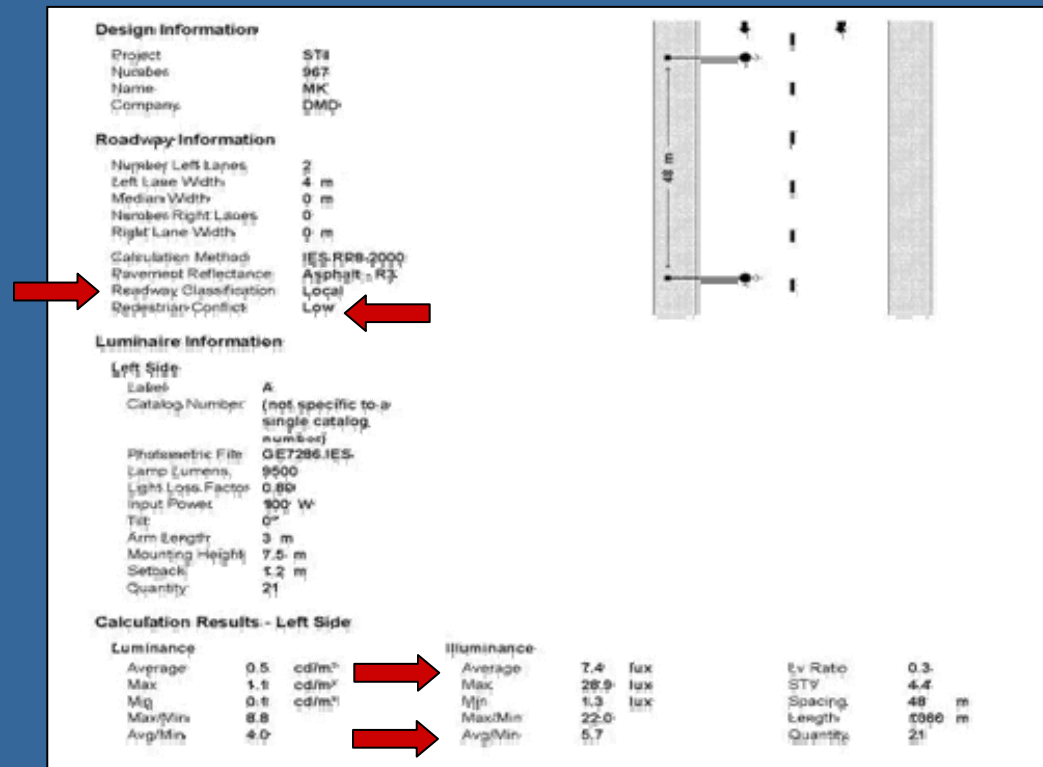 Design Information
Project STI
Number 967
Name MK
Company DMD
48 m
Roadway Information
Number Left Lanes 2
Left Lane Width 4 m
Median Width 0 m
Number Right Lanes 0
Right Lane Width 0 m
Calculation Method IES RP8-2000
Pavement Reflectance Asphalt - R3
Roadway Classification Local
Pedestrian Conflict Low
Luminaire Information
Left Side
Label A
Catalog Number (not specific to a
single catalog
number)
Photometric File GE7286.IES
Lamp Lumens 9500
Light Loss Factor 0.80
Input Power 100 W
Tilt 0°
Arm Length 3 m
Mounting Height 7.5 m
Setback 1.2 m
Quantity 21
Calculation Results - Left Side
Luminance Illuminance
Average 0.5 cd/m² Average 7.4 lux Lv Ratio 0.3
Max 1.1 cd/m² Max 28.9 lux STV 4.4
Min 0.1 cd/m² Min 1.3 lux Spacing 48 m
Max/Min 8.8 Max/Min 22.0 Length m
Avg/Min 4.0 Avg/Min 5.7 Quantity 21